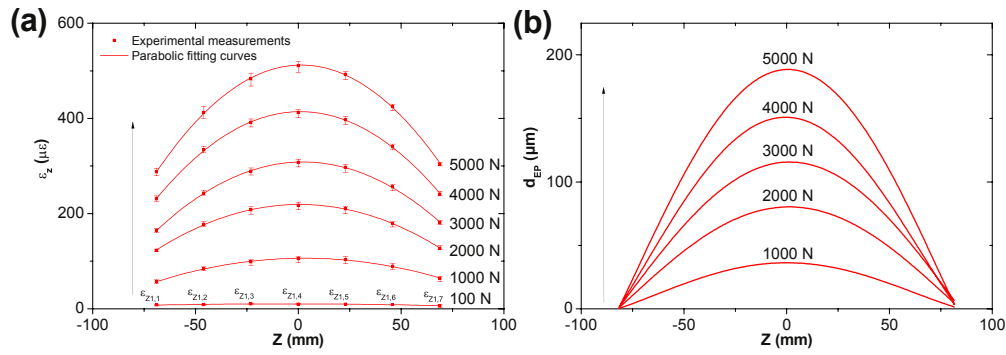 (a)
600
400
200
0
-100
-50
0
50
100
Z (mm)
ε_z (με)
Experimental measurements
Parabolic fitting curves
5000 N
4000 N
3000 N
2000 N
1000 N
100 N
ε_Z1,1 ε_Z1,2 ε_Z1,3 ε_Z1,4 ε_Z1,5 ε_Z1,6 ε_Z1,7
(b)
200
100
0
-100
-50
0
50
100
Z (mm)
d_EP (μm)
5000 N
4000 N
3000 N
2000 N
1000 N